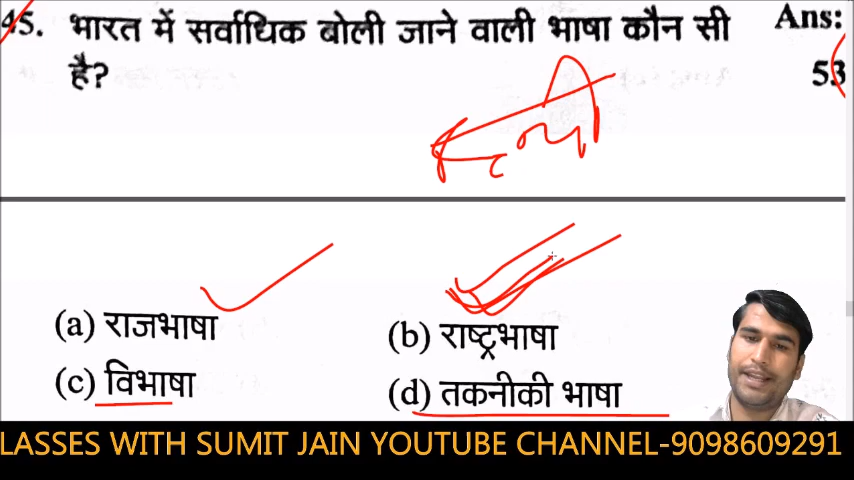 45. भारत में सर्वाधिक बोली जाने वाली भाषा कौन सी
है?
Ans:
53
हिन्दी
(a) राजभाषा (b) राष्ट्रभाषा
(c) विभाषा (d) तकनीकी भाषा
LASSES WITH SUMIT JAIN YOUTUBE CHANNEL-9098609291